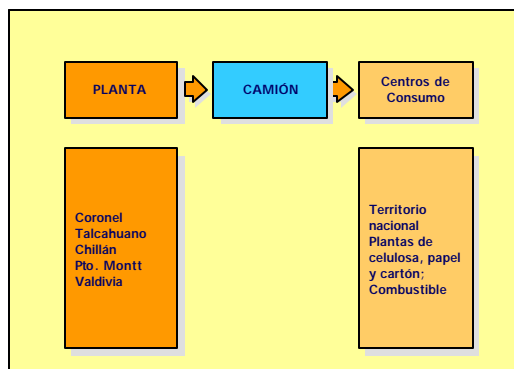 PLANTA
CAMIÓN
Centros de
Consumo
Coronel
Talcahuano
Chillán
Pto. Montt
Valdivia
Territorio
nacional
Plantas de
celulosa, papel
y cartón;
Combustible